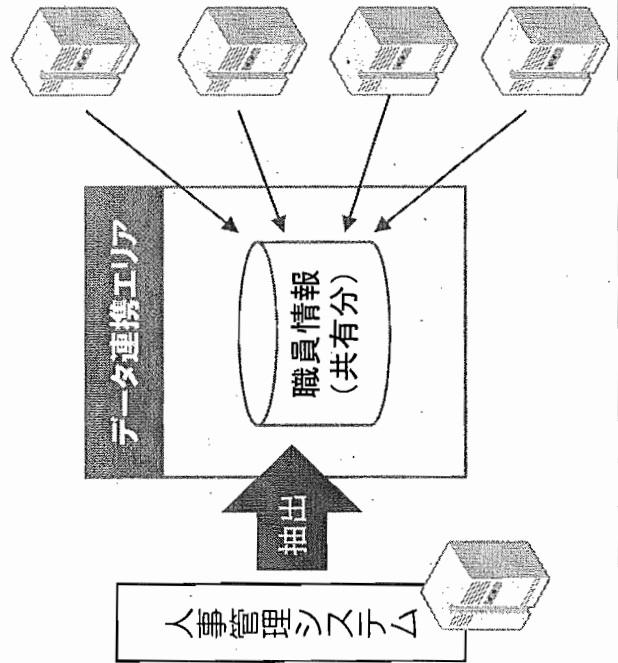 人事管理システム
抽出
データ連携エリア
職員情報
(共有分)